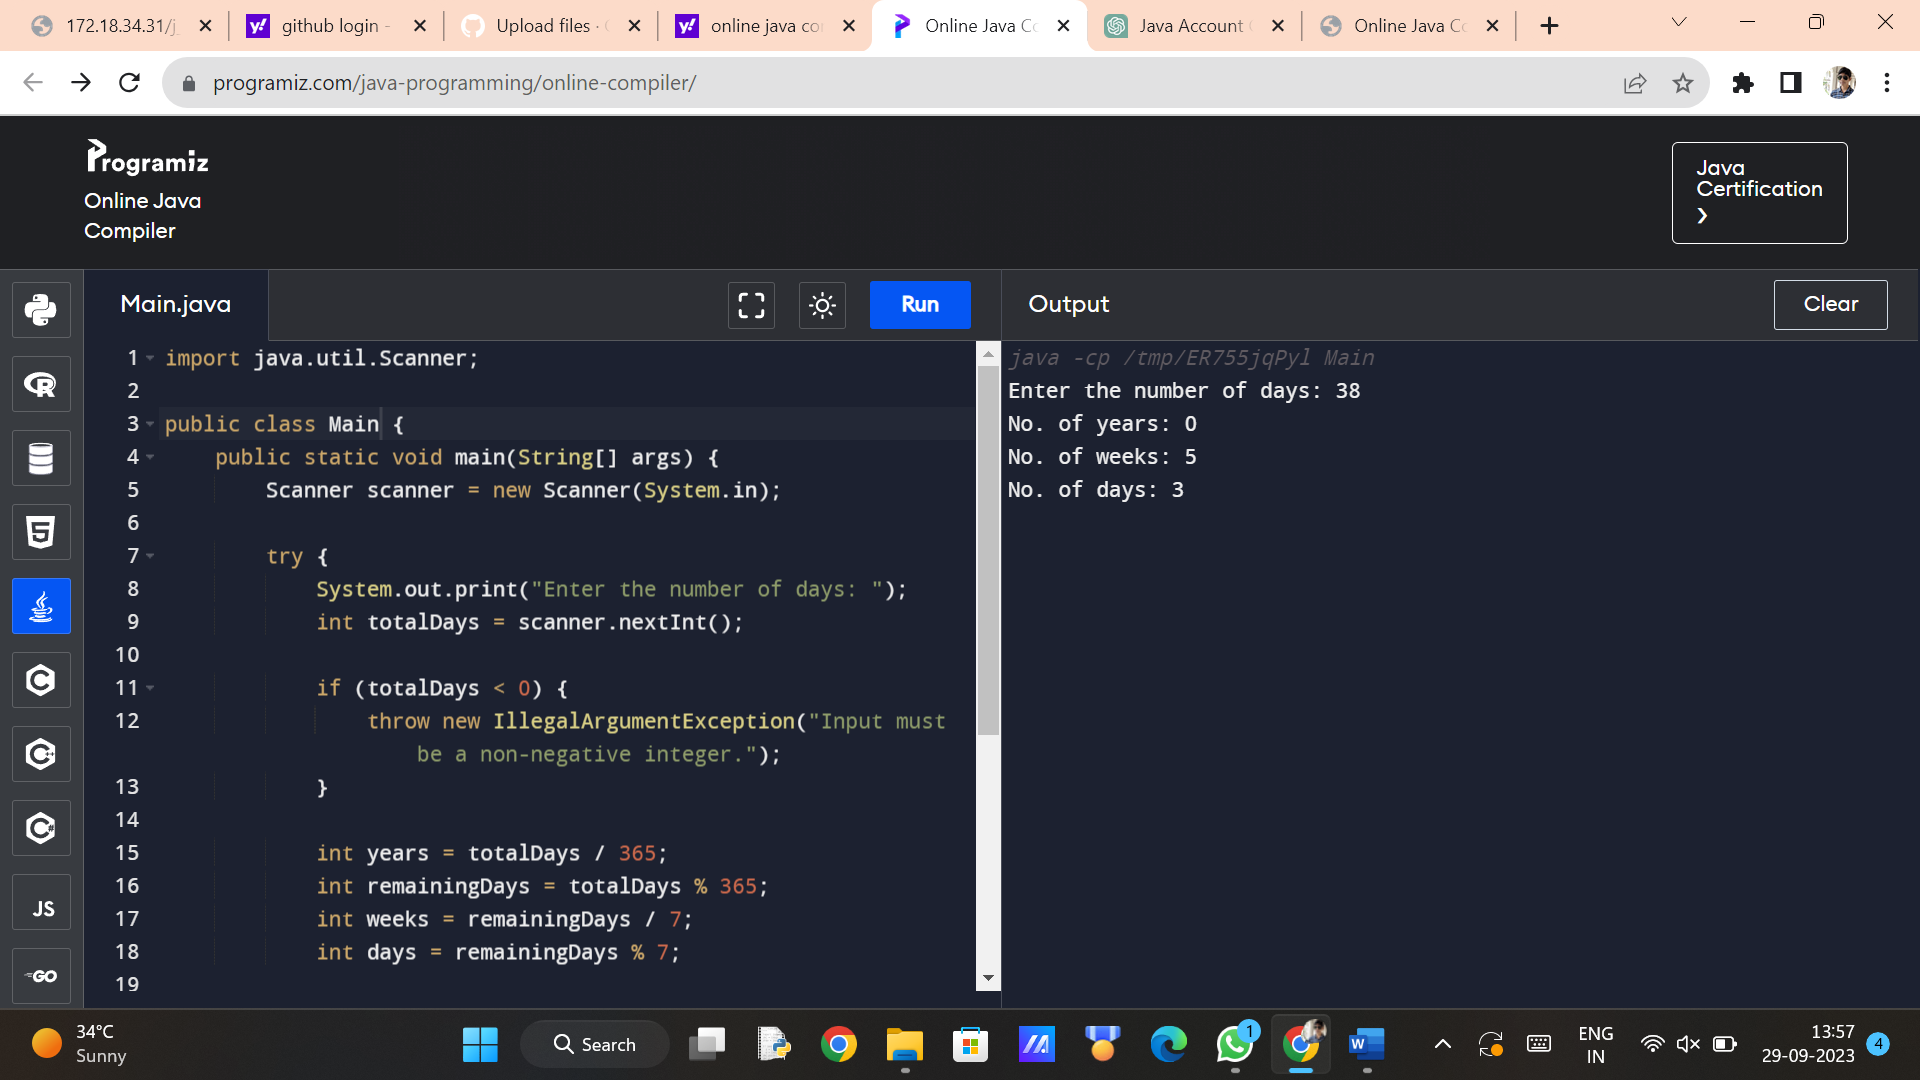 172.18.34.31/j
github login -
Upload files ·
online java co
Online Java Co
Java Account
Online Java Co
programiz.com/java-programming/online-compiler/
Programiz
Online Java
Compiler
Java
Certification
Main.java
Run
Output
Clear
1 import java.util.Scanner;
2
3 public class Main {
4 public static void main(String[] args) {
5 Scanner scanner = new Scanner(System.in);
6
7 try {
8 System.out.print("Enter the number of days: ");
9 int totalDays = scanner.nextInt();
10
11 if (totalDays < 0) {
12 throw new IllegalArgumentException("Input must
be a non-negative integer.");
13 }
14
15 int years = totalDays / 365;
16 int remainingDays = totalDays % 365;
17 int weeks = remainingDays / 7;
18 int days = remainingDays % 7;
19
java -cp /tmp/ER755jqPyl Main
Enter the number of days: 38
No. of years: 0
No. of weeks: 5
No. of days: 3
R
5
C
C++
C#
JS
GO
34°C
Sunny
Search
1
W
ENG
IN
13:57
29-09-2023
4